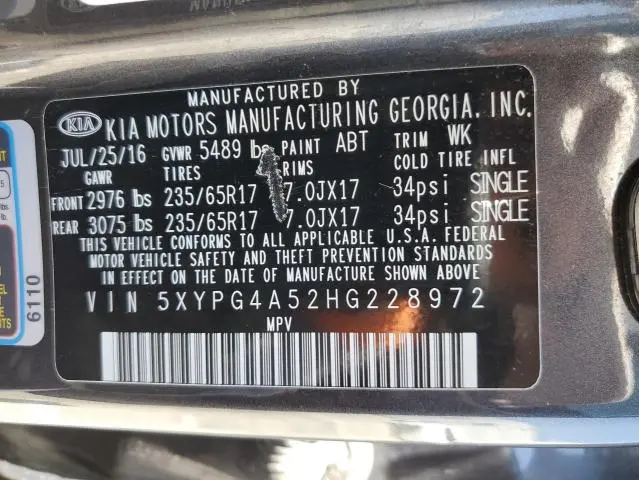 MANUFACTURED BY
KIA KIA MOTORS MANUFACTURING GEORGIA, INC.
JUL/25/16 GVWR 5489 lbs PAINT ABT TRIM WK
GAWR TIRES RIMS COLD TIRE INFL
FRONT 2976 lbs 235/65R17 7.0JX17 34psi SINGLE
REAR 3075 lbs 235/65R17 7.0JX17 34psi SINGLE
THIS VEHICLE CONFORMS TO ALL APPLICABLE U.S.A. FEDERAL
MOTOR VEHICLE SAFETY AND THEFT PREVENTION STANDARDS
IN EFFECT ON THE DATE OF MANUFACTURE SHOWN ABOVE.
VIN 5XYPG4A52HG228972
MPV
6110